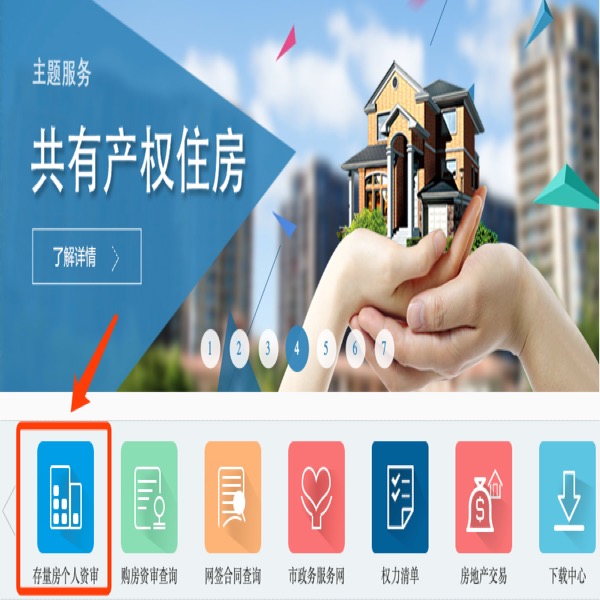 主题服务
共有产权住房
了解详情
1 2 3 4 5 6 7
存量房个人资审 购房资审查询 网签合同查询 市政务服务网 权力清单 房地产交易 下载中心